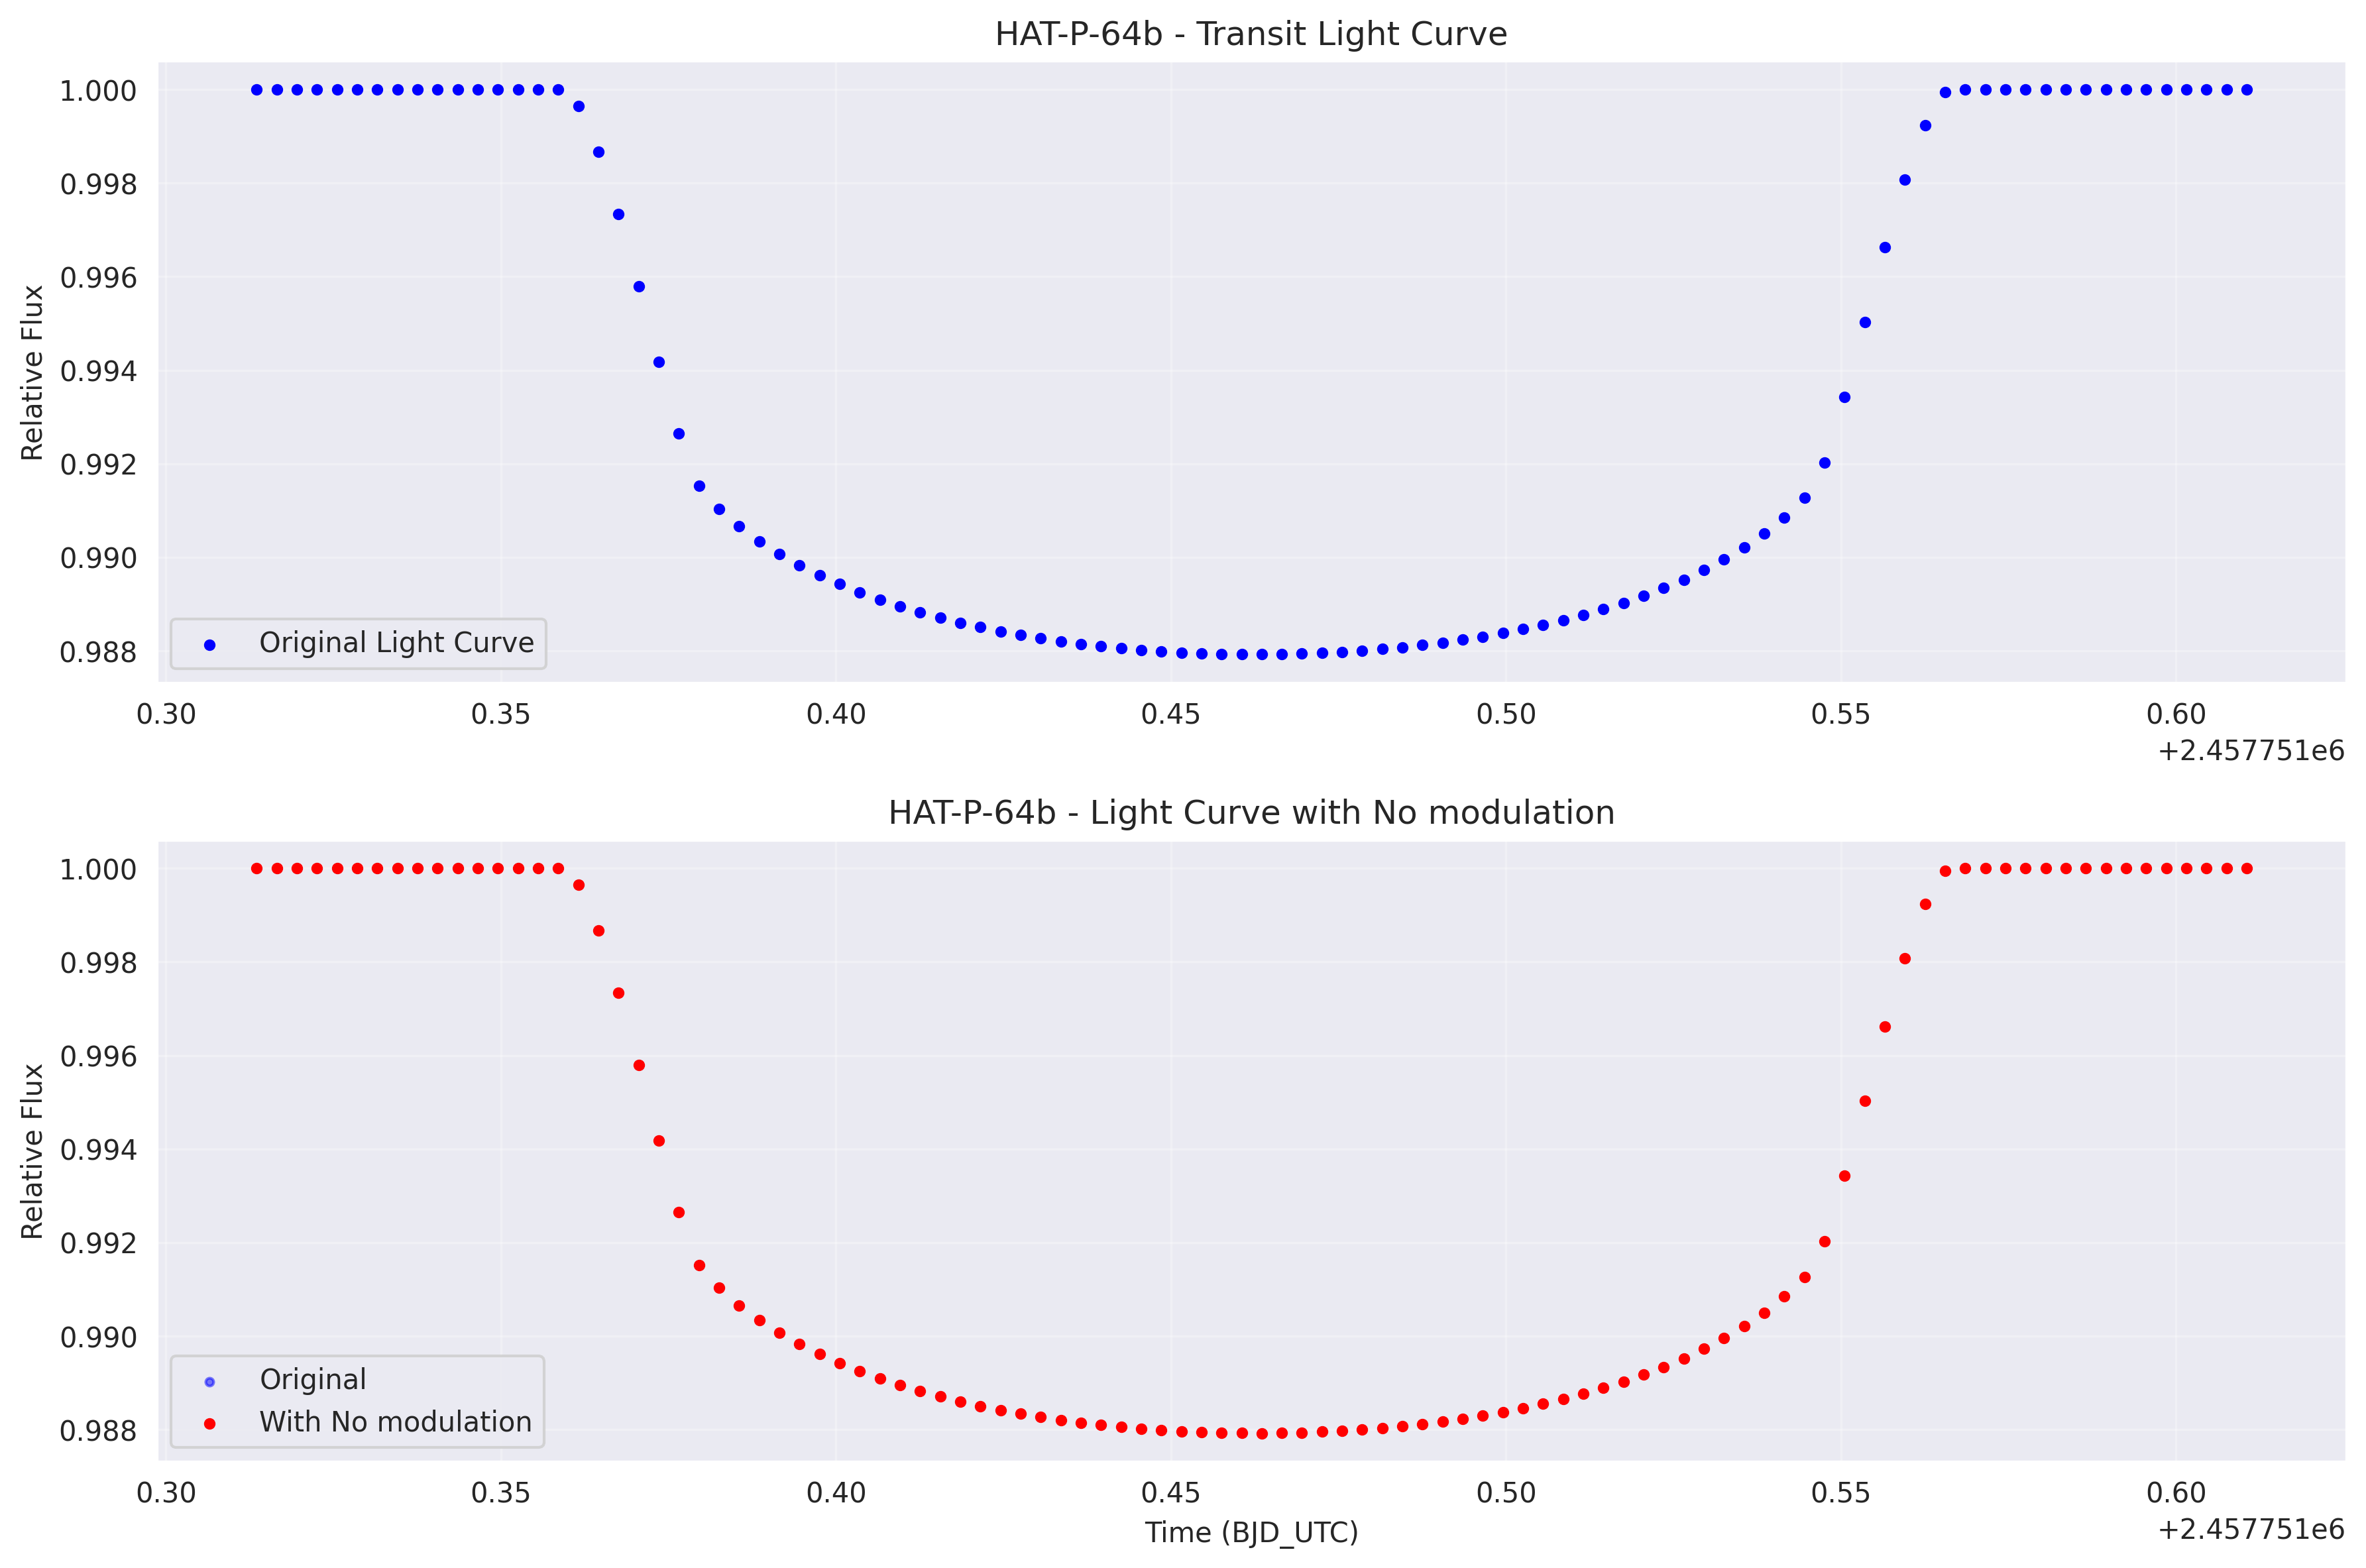 HAT-P-64b - Transit Light Curve
Relative Flux
1.000
0.998
0.996
0.994
0.992
0.990
0.988
Original Light Curve
0.30 0.35 0.40 0.45 0.50 0.55 0.60
+2.457751e6
HAT-P-64b - Light Curve with No modulation
Relative Flux
1.000
0.998
0.996
0.994
0.992
0.990
0.988
Original
With No modulation
0.30 0.35 0.40 0.45 0.50 0.55 0.60
+2.457751e6
Time (BJD_UTC)